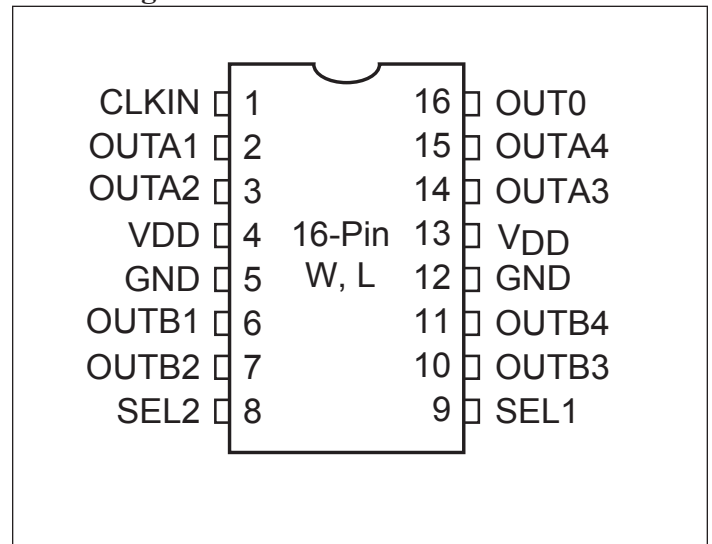 CLKIN 1 16 OUT0
OUTA1 2 15 OUTA4
OUTA2 3 14 OUTA3
VDD 4 16-Pin 13 VDD
GND 5 W, L 12 GND
OUTB1 6 11 OUTB4
OUTB2 7 10 OUTB3
SEL2 8 9 SEL1